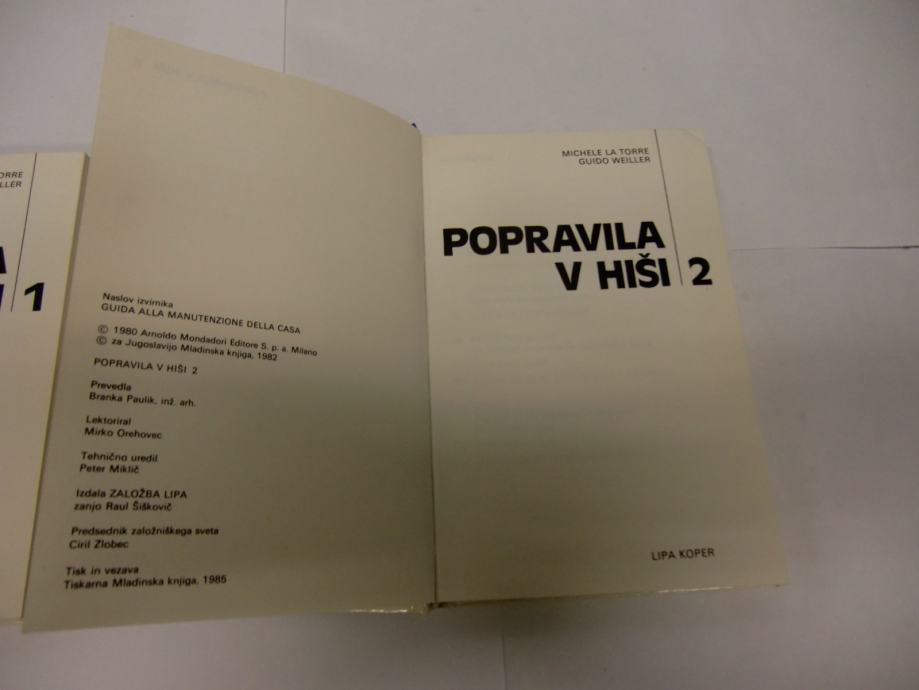 ORRE
LLER
A
I 1
Naslov izvirnika
GUIDA ALLA MANUTENZIONE DELLA CASA
© 1980 Arnoldo Mondadori Editore S. p. a. Milano
© za Jugoslavijo Mladinska knjiga, 1982
POPRAVILA V HIŠI 2
Prevedla
Branka Paulik, inž. arh.
Lektoriral
Mirko Orehovec
Tehnično uredil
Peter Miklič
Izdala ZALOŽBA LIPA
zanjo Raul Šiškovič
Predsednik založniškega sveta
Ciril Zlobec
Tisk in vezava
Tiskarna Mladinska knjiga, 1985
MICHELE LA TORRE
GUIDO WEILLER
POPRAVILA
V HIŠI 2
LIPA KOPER